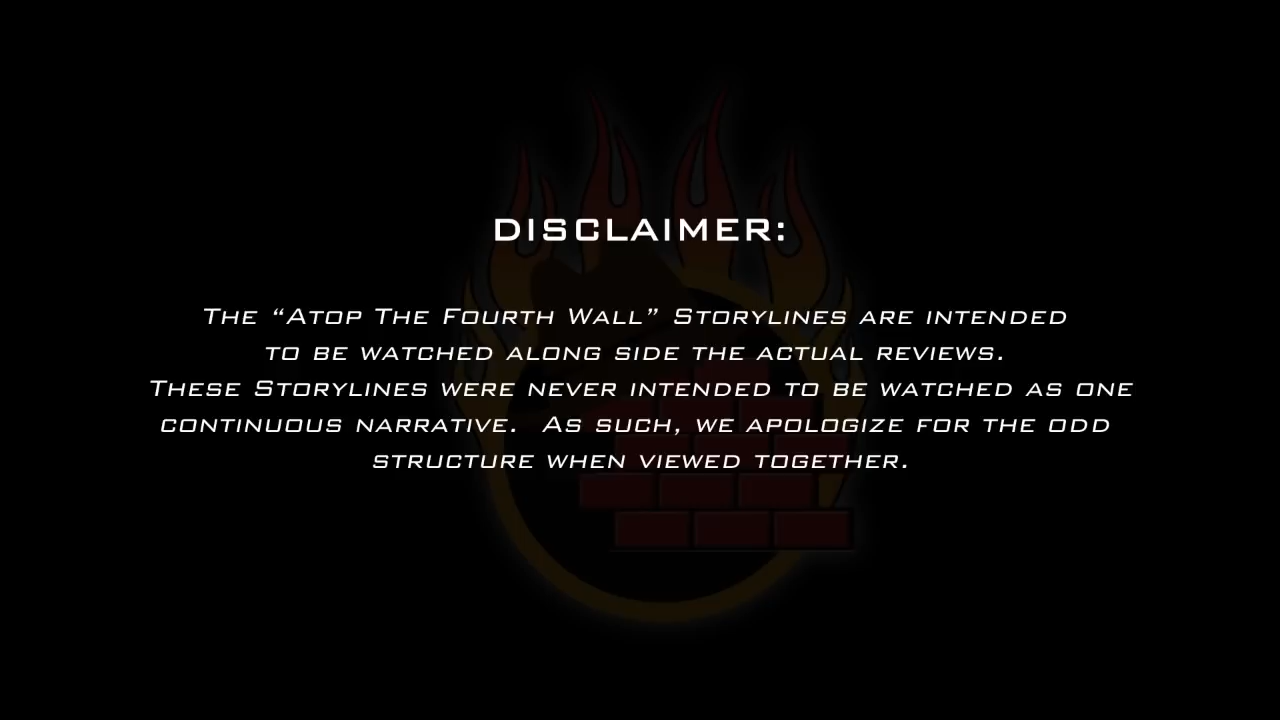 DISCLAIMER:
The “Atop The Fourth Wall” Storylines are intended
to be watched along side the actual reviews.
These Storylines were never intended to be watched as one
continuous narrative.  As such, we apologize for the odd
structure when viewed together.